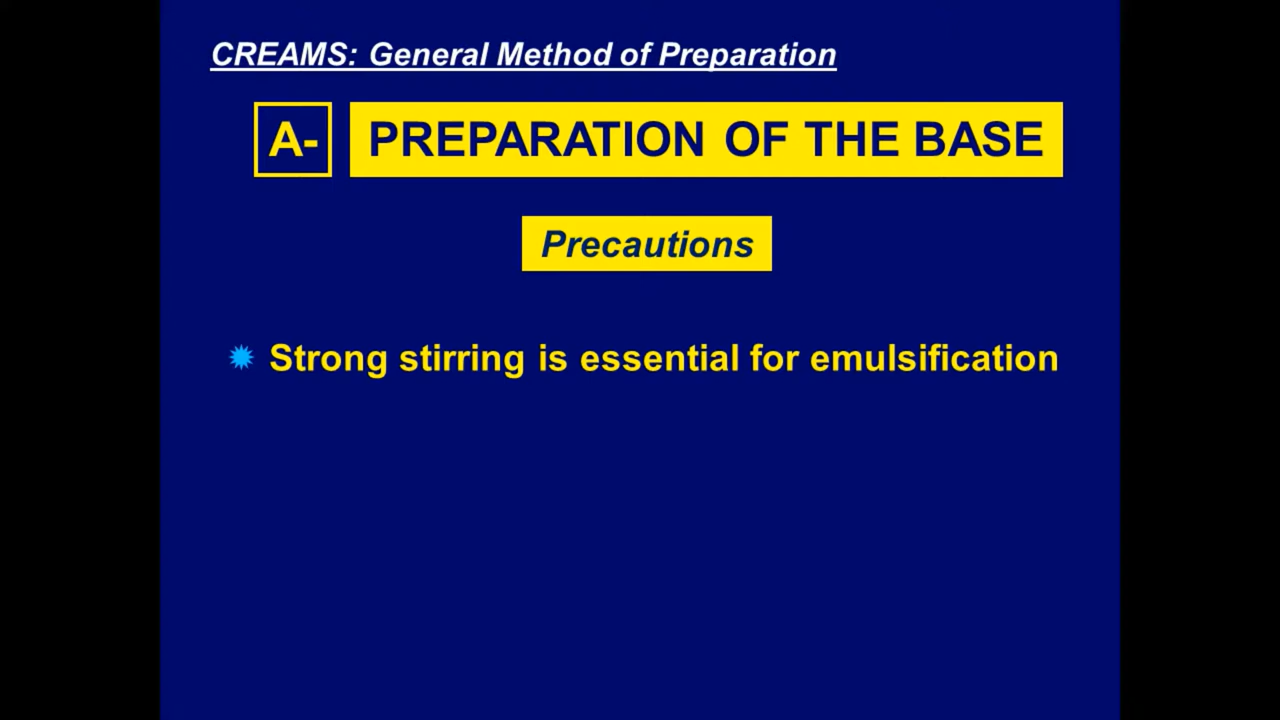 CREAMS: General Method of Preparation
A- PREPARATION OF THE BASE
Precautions
Strong stirring is essential for emulsification